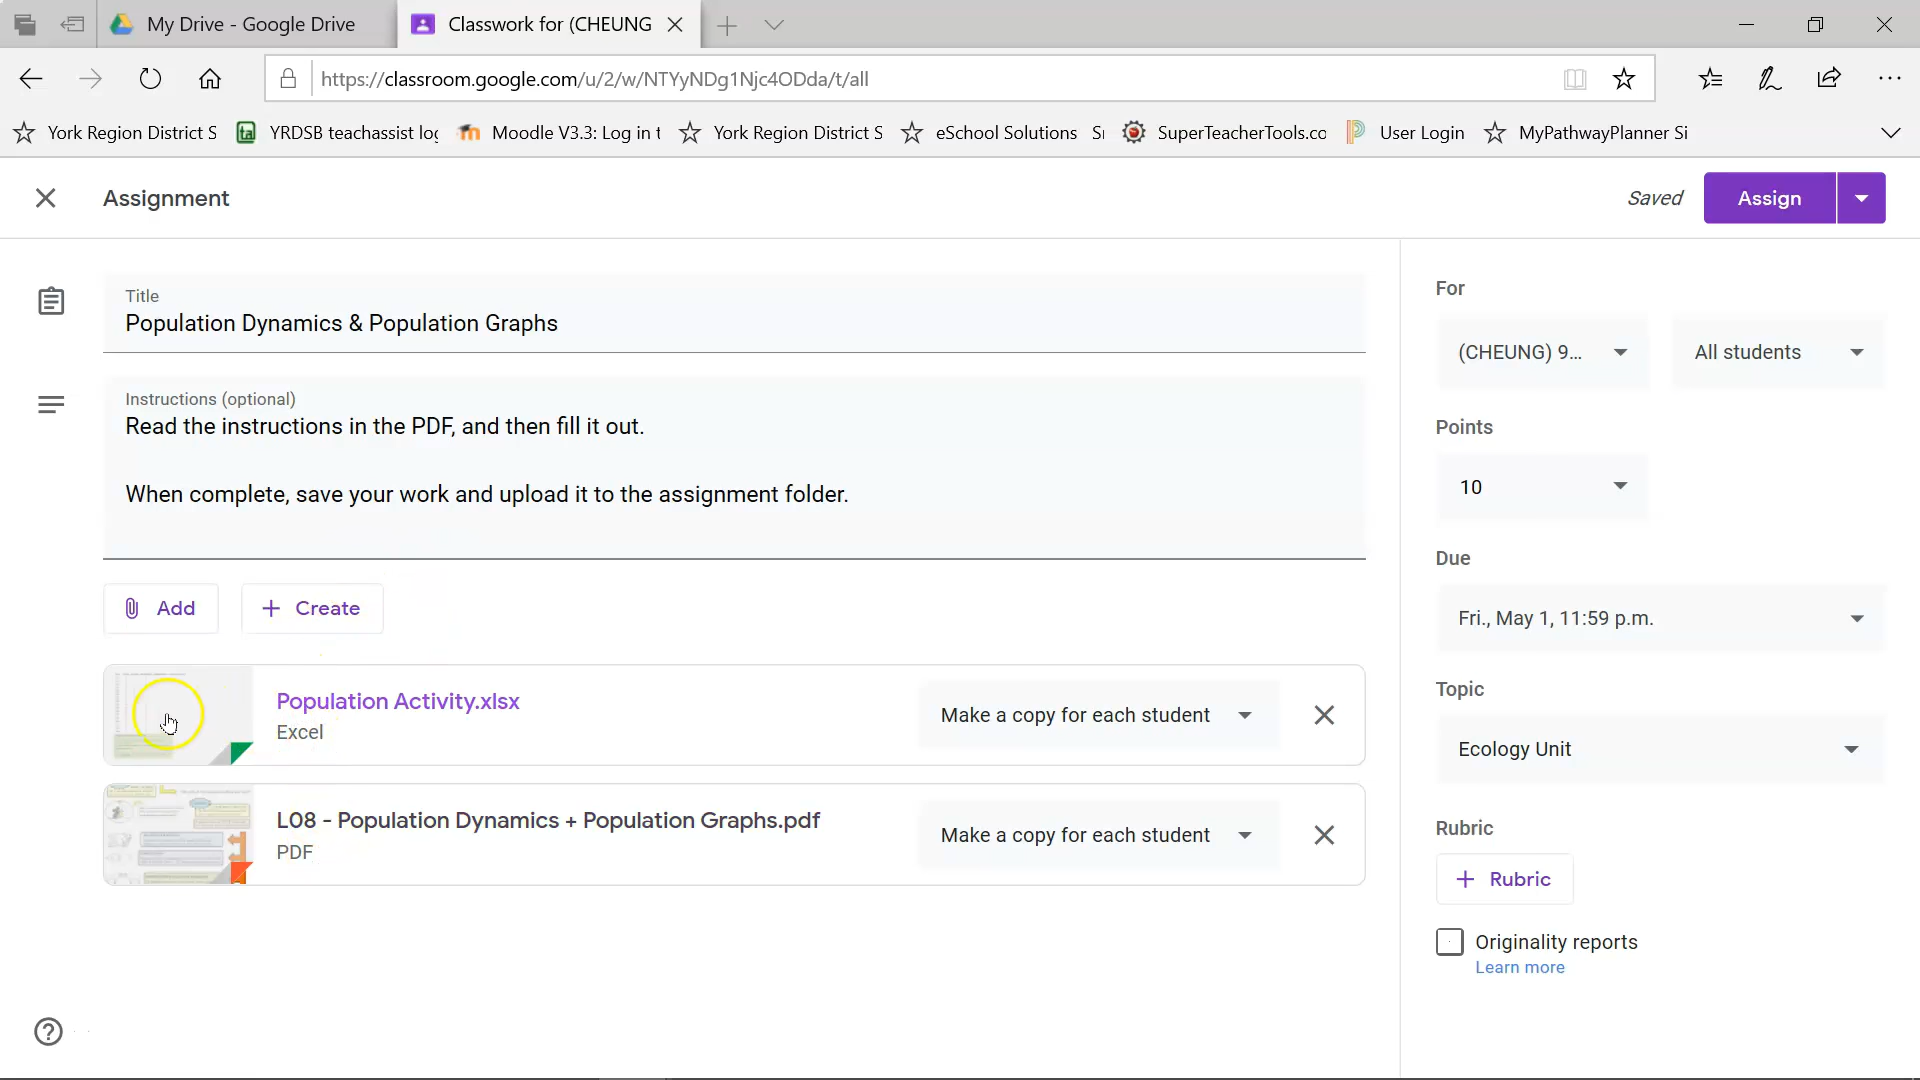 My Drive - Google Drive
Classwork for (CHEUNG
https://classroom.google.com/u/2/w/NTYyNDg1Njc4ODda/t/all
York Region District S
ta
YRDSB teachassist log
Moodle V3.3: Log in t
York Region District S
eSchool Solutions
SuperTeacherTools.co
User Login
MyPathwayPlanner Si
Assignment
Saved
Assign
Title
Population Dynamics & Population Graphs
Instructions (optional)
Read the instructions in the PDF, and then fill it out.
When complete, save your work and upload it to the assignment folder.
Add
Create
Population Activity.xlsx
Excel
Make a copy for each student
L08 - Population Dynamics + Population Graphs.pdf
PDF
Make a copy for each student
For
(CHEUNG) 9...
All students
Points
10
Due
Fri., May 1, 11:59 p.m.
Topic
Ecology Unit
Rubric
Rubric
Originality reports
Learn more